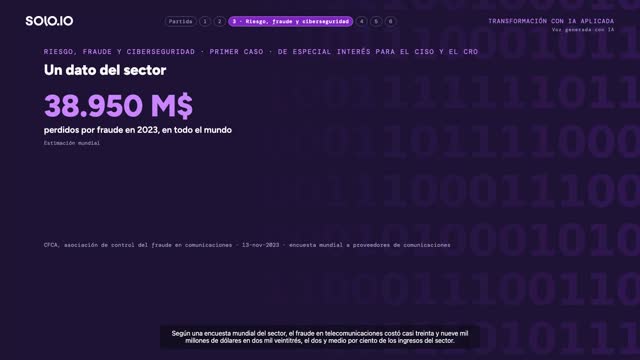 SOLO.IO
Partida 1 2 3 · Riesgo, fraude y ciberseguridad 4 5 6
TRANSFORMACIÓN CON IA APLICADA
Voz generada con IA
RIESGO, FRAUDE Y CIBERSEGURIDAD · PRIMER CASO · DE ESPECIAL INTERÉS PARA EL CISO Y EL CRO
Un dato del sector
38.950 M$
perdidos por fraude en 2023, en todo el mundo
Estimación mundial
CFCA, asociación de control del fraude en comunicaciones · 13-nov-2023 · encuesta mundial a proveedores de comunicaciones
Según una encuesta mundial del sector, el fraude en telecomunicaciones costó casi treinta y nueve mil
millones de dólares en dos mil veintitrés, el dos y medio por ciento de los ingresos del sector.